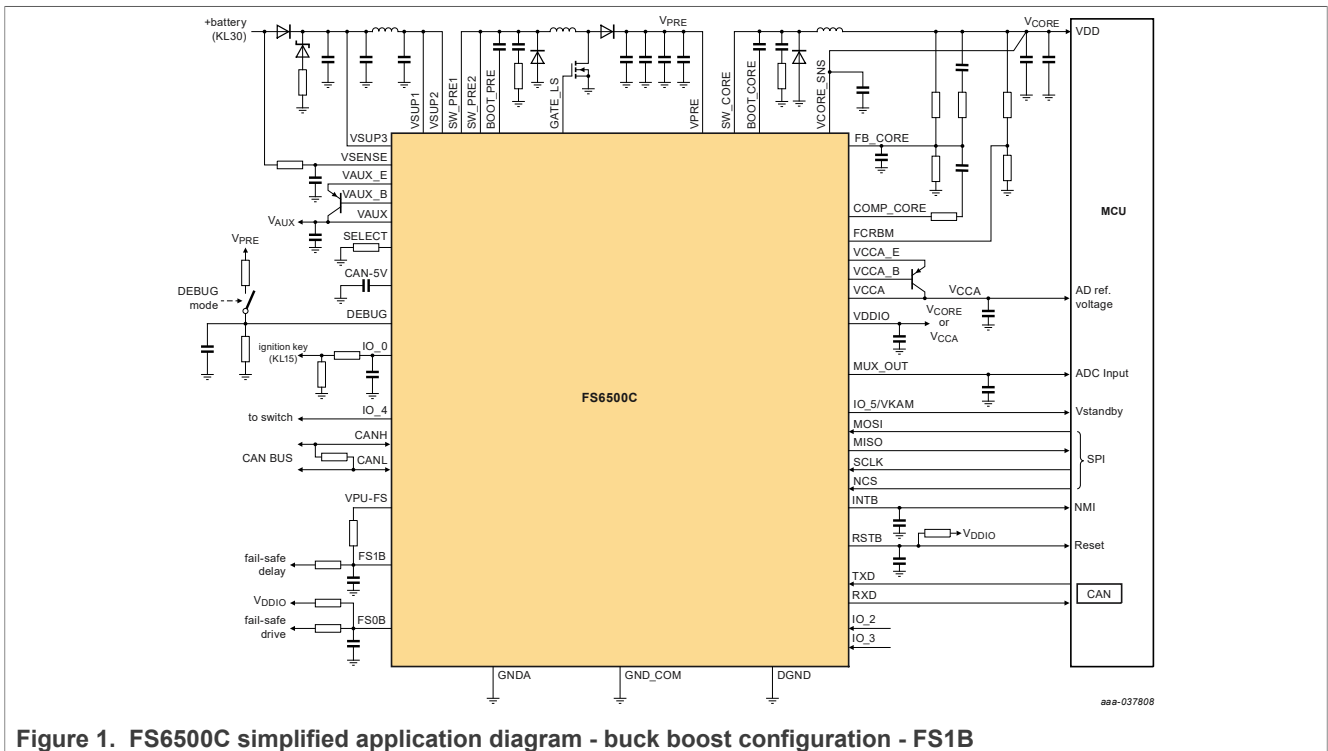 +battery
(KL30)
VPRE
VCORE
VDD
VSUP1
VSUP2
SW_PRE1
SW_PRE2
BOOT_PRE
GATE_LS
VPRE
SW_CORE
BOOT_CORE
VCORE_SNS
VSUP3
VSENSE
VAUX_E
VAUX_B
VAUX
VAUX
SELECT
VPRE
CAN-5V
DEBUG
mode
DEBUG
ignition key
(KL15)
IO_0
to switch
IO_4
CANH
CAN BUS
CANL
VPU-FS
fail-safe
delay
FS1B
VDDIO
fail-safe
drive
FS0B
FS6500C
GNDA
GND_COM
DGND
FB_CORE
COMP_CORE
FCRBM
VCCA_E
VCCA_B
VCCA
VCCA
VDDIO
VCORE
or
VCCA
MUX_OUT
IO_5/VKAM
MOSI
MISO
SCLK
NCS
INTB
RSTB
VDDIO
TXD
RXD
IO_2
IO_3
MCU
AD ref.
voltage
ADC Input
Vstandby
SPI
NMI
Reset
CAN
aaa-037808
Figure 1. FS6500C simplified application diagram - buck boost configuration - FS1B